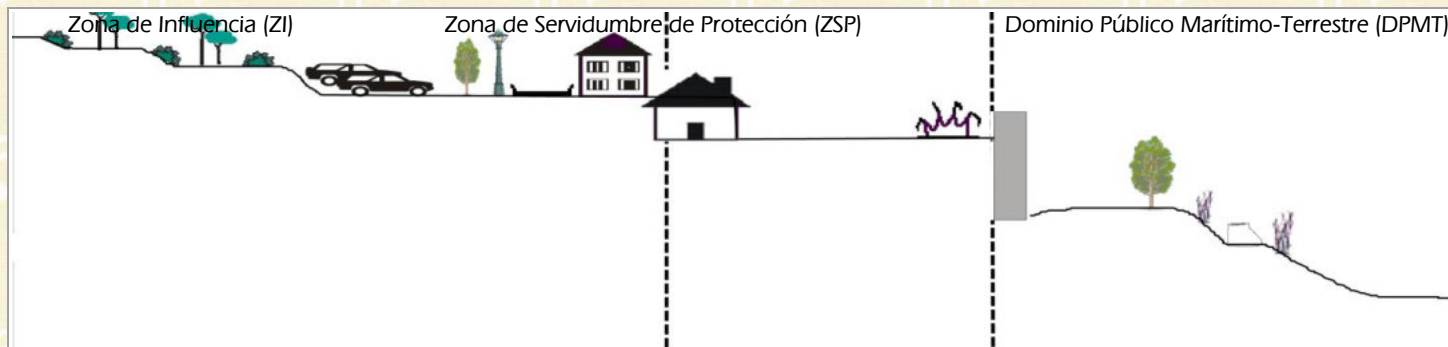 Zona de Influencia (ZI) Zona de Servidumbre de Protección (ZSP) Dominio Público Marítimo-Terrestre (DPMT)